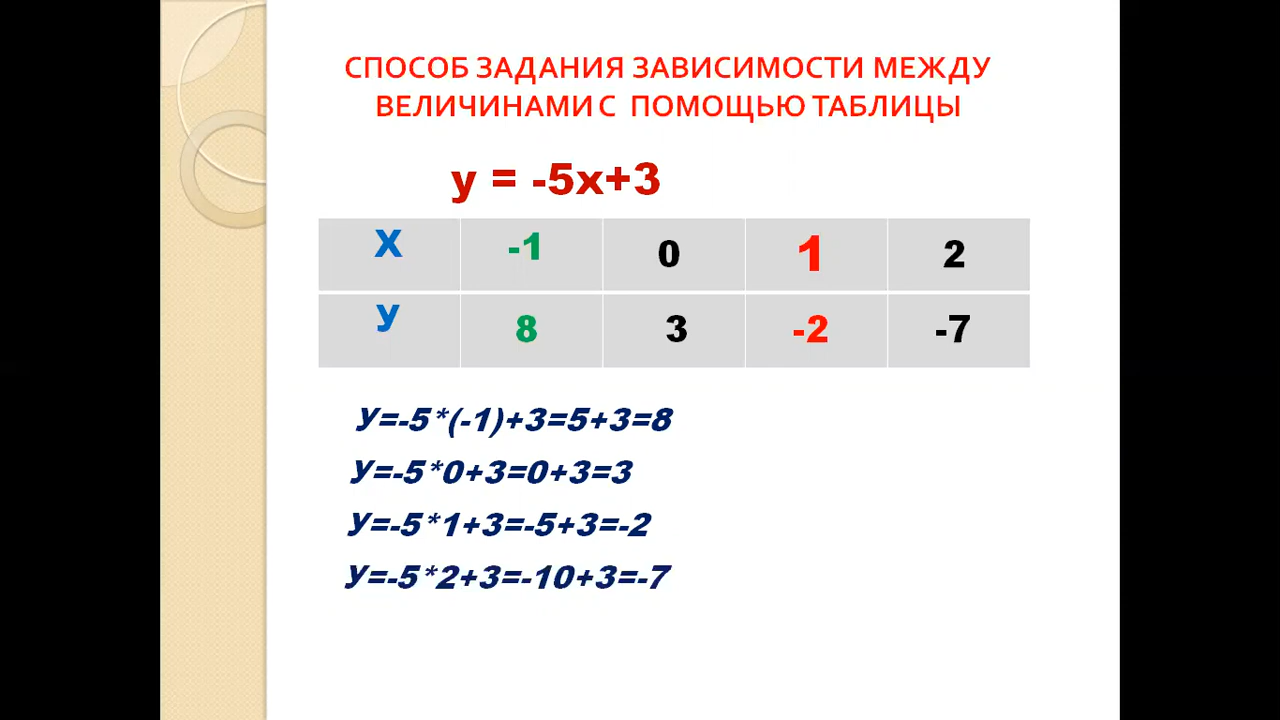 СПОСОБ ЗАДАНИЯ ЗАВИСИМОСТИ МЕЖДУ
ВЕЛИЧИНАМИ С ПОМОЩЬЮ ТАБЛИЦЫ
у = -5х+3
Х -1 0 1 2
У 8 3 -2 -7
У=-5*(-1)+3=5+3=8
У=-5*0+3=0+3=3
У=-5*1+3=-5+3=-2
У=-5*2+3=-10+3=-7